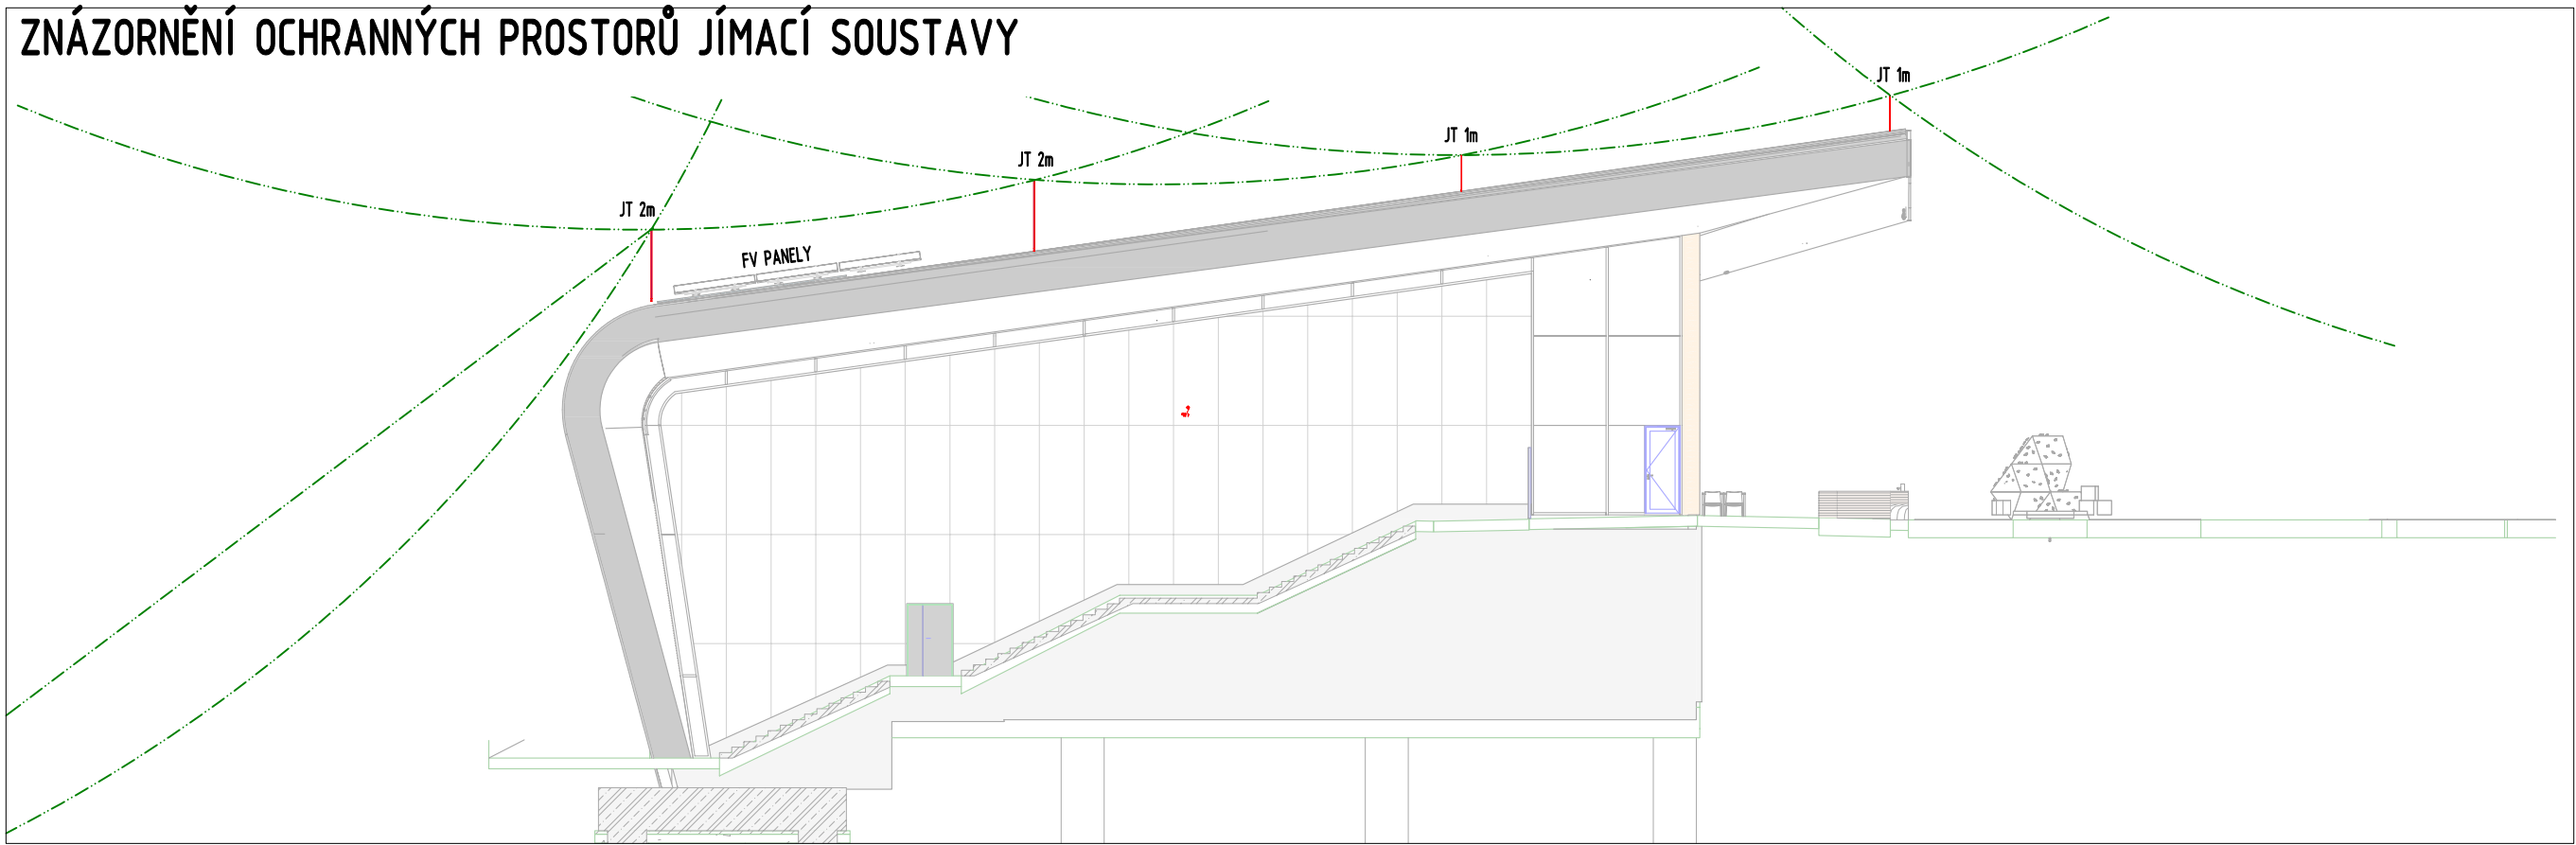 ZNÁZORNĚNÍ OCHRANNÝCH PROSTORŮ JÍMACÍ SOUSTAVY
JT 1m
JT 1m
JT 2m
JT 2m
FV PANELY